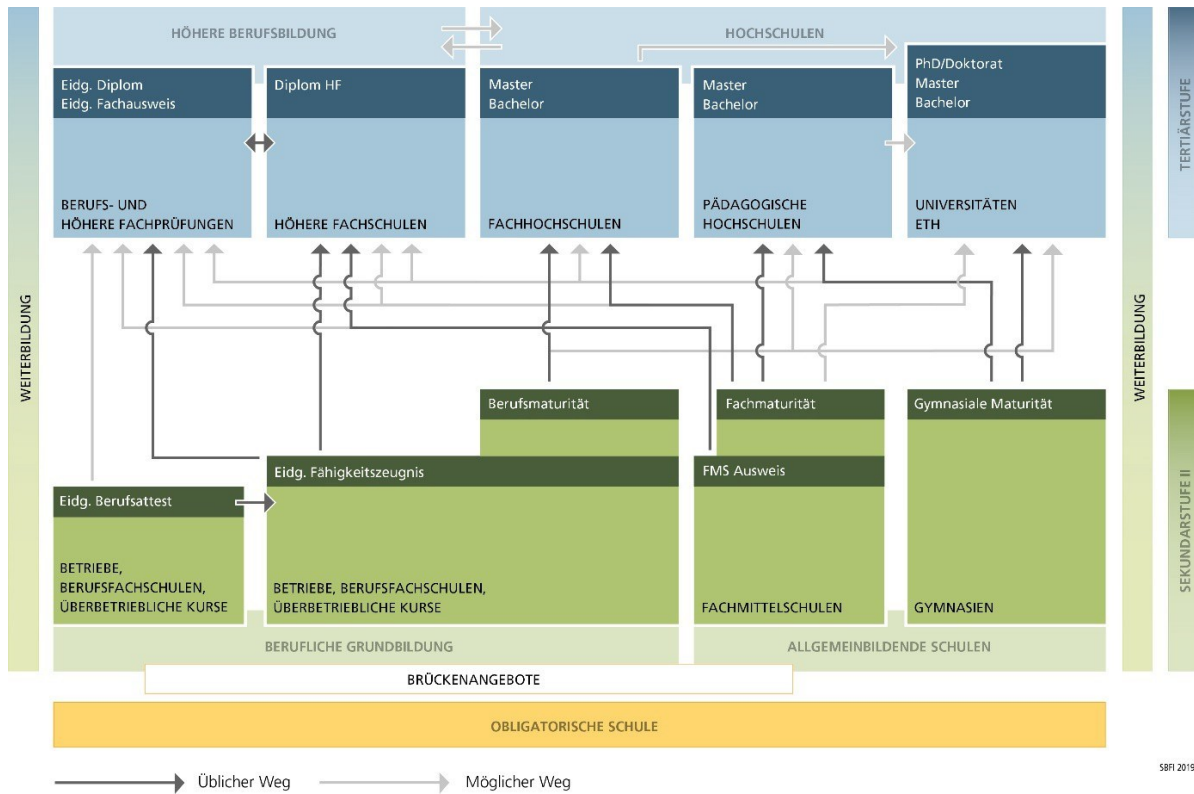 HÖHERE BERUFSBILDUNG
HOCHSCHULEN
Eidg. Diplom
Eidg. Fachausweis
Diplom HF
Master
Bachelor
Master
Bachelor
PhD/Doktorat
Master
Bachelor
BERUFS- UND
HÖHERE FACHPRÜFUNGEN
HÖHERE FACHSCHULEN
FACHHOCHSCHULEN
PÄDAGOGISCHE
HOCHSCHULEN
UNIVERSITÄTEN
ETH
TERTIÄRSTUFE
WEITERBILDUNG
WEITERBILDUNG
Berufsmaturität
Fachmaturität
Gymnasiale Maturität
Eidg. Fähigkeitszeugnis
FMS Ausweis
Eidg. Berufsattest
BETRIEBE,
BERUFSFACHSCHULEN,
ÜBERBETRIEBLICHE KURSE
BETRIEBE, BERUFSFACHSCHULEN,
ÜBERBETRIEBLICHE KURSE
FACHMITTELSCHULEN
GYMNASIEN
SEKUNDARSTUFE II
BERUFLICHE GRUNDBILDUNG
ALLGEMEINBILDENDE SCHULEN
BRÜCKENANGEBOTE
OBLIGATORISCHE SCHULE
Üblicher Weg
Möglicher Weg
SBFI 2019